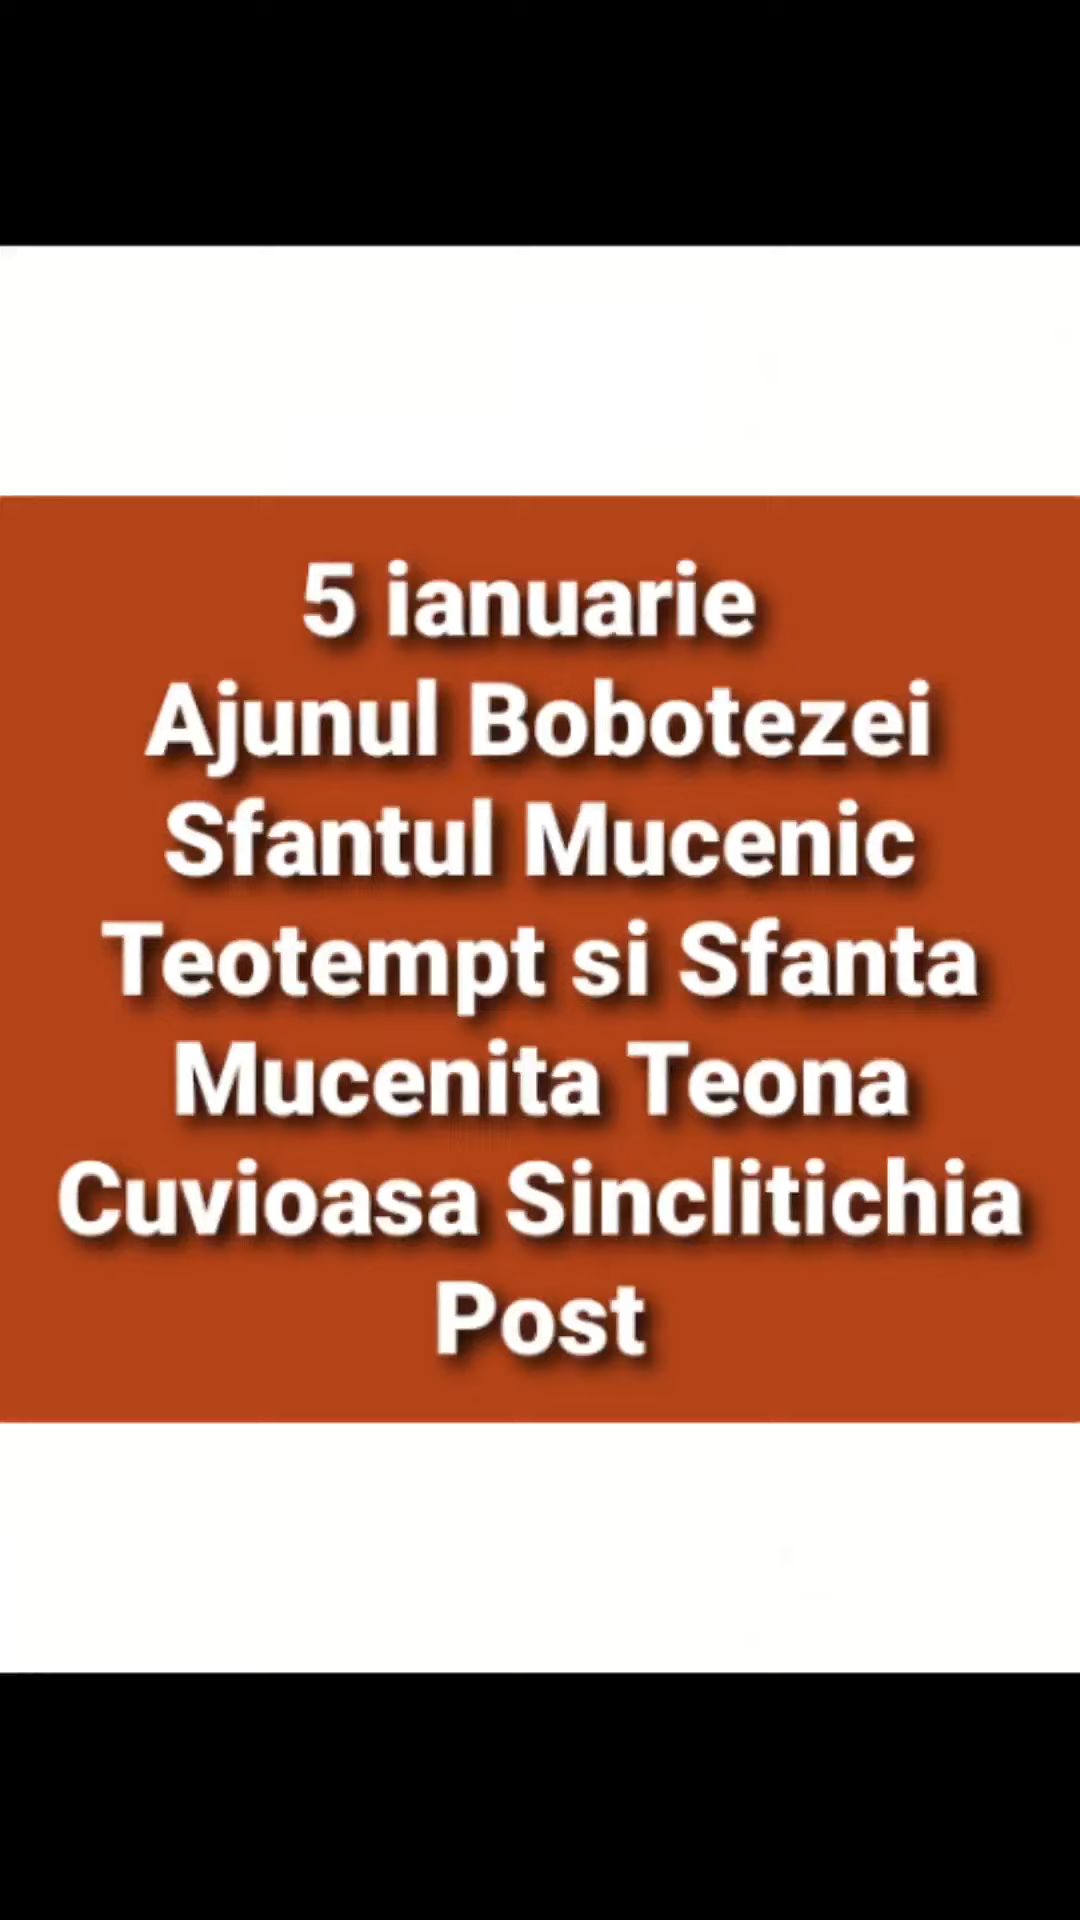 5 ianuarie
Ajunul Bobotezei
Sfantul Mucenic
Teotempt si Sfanta
Mucenita Teona
Cuvioasa Sinclitichia
Post